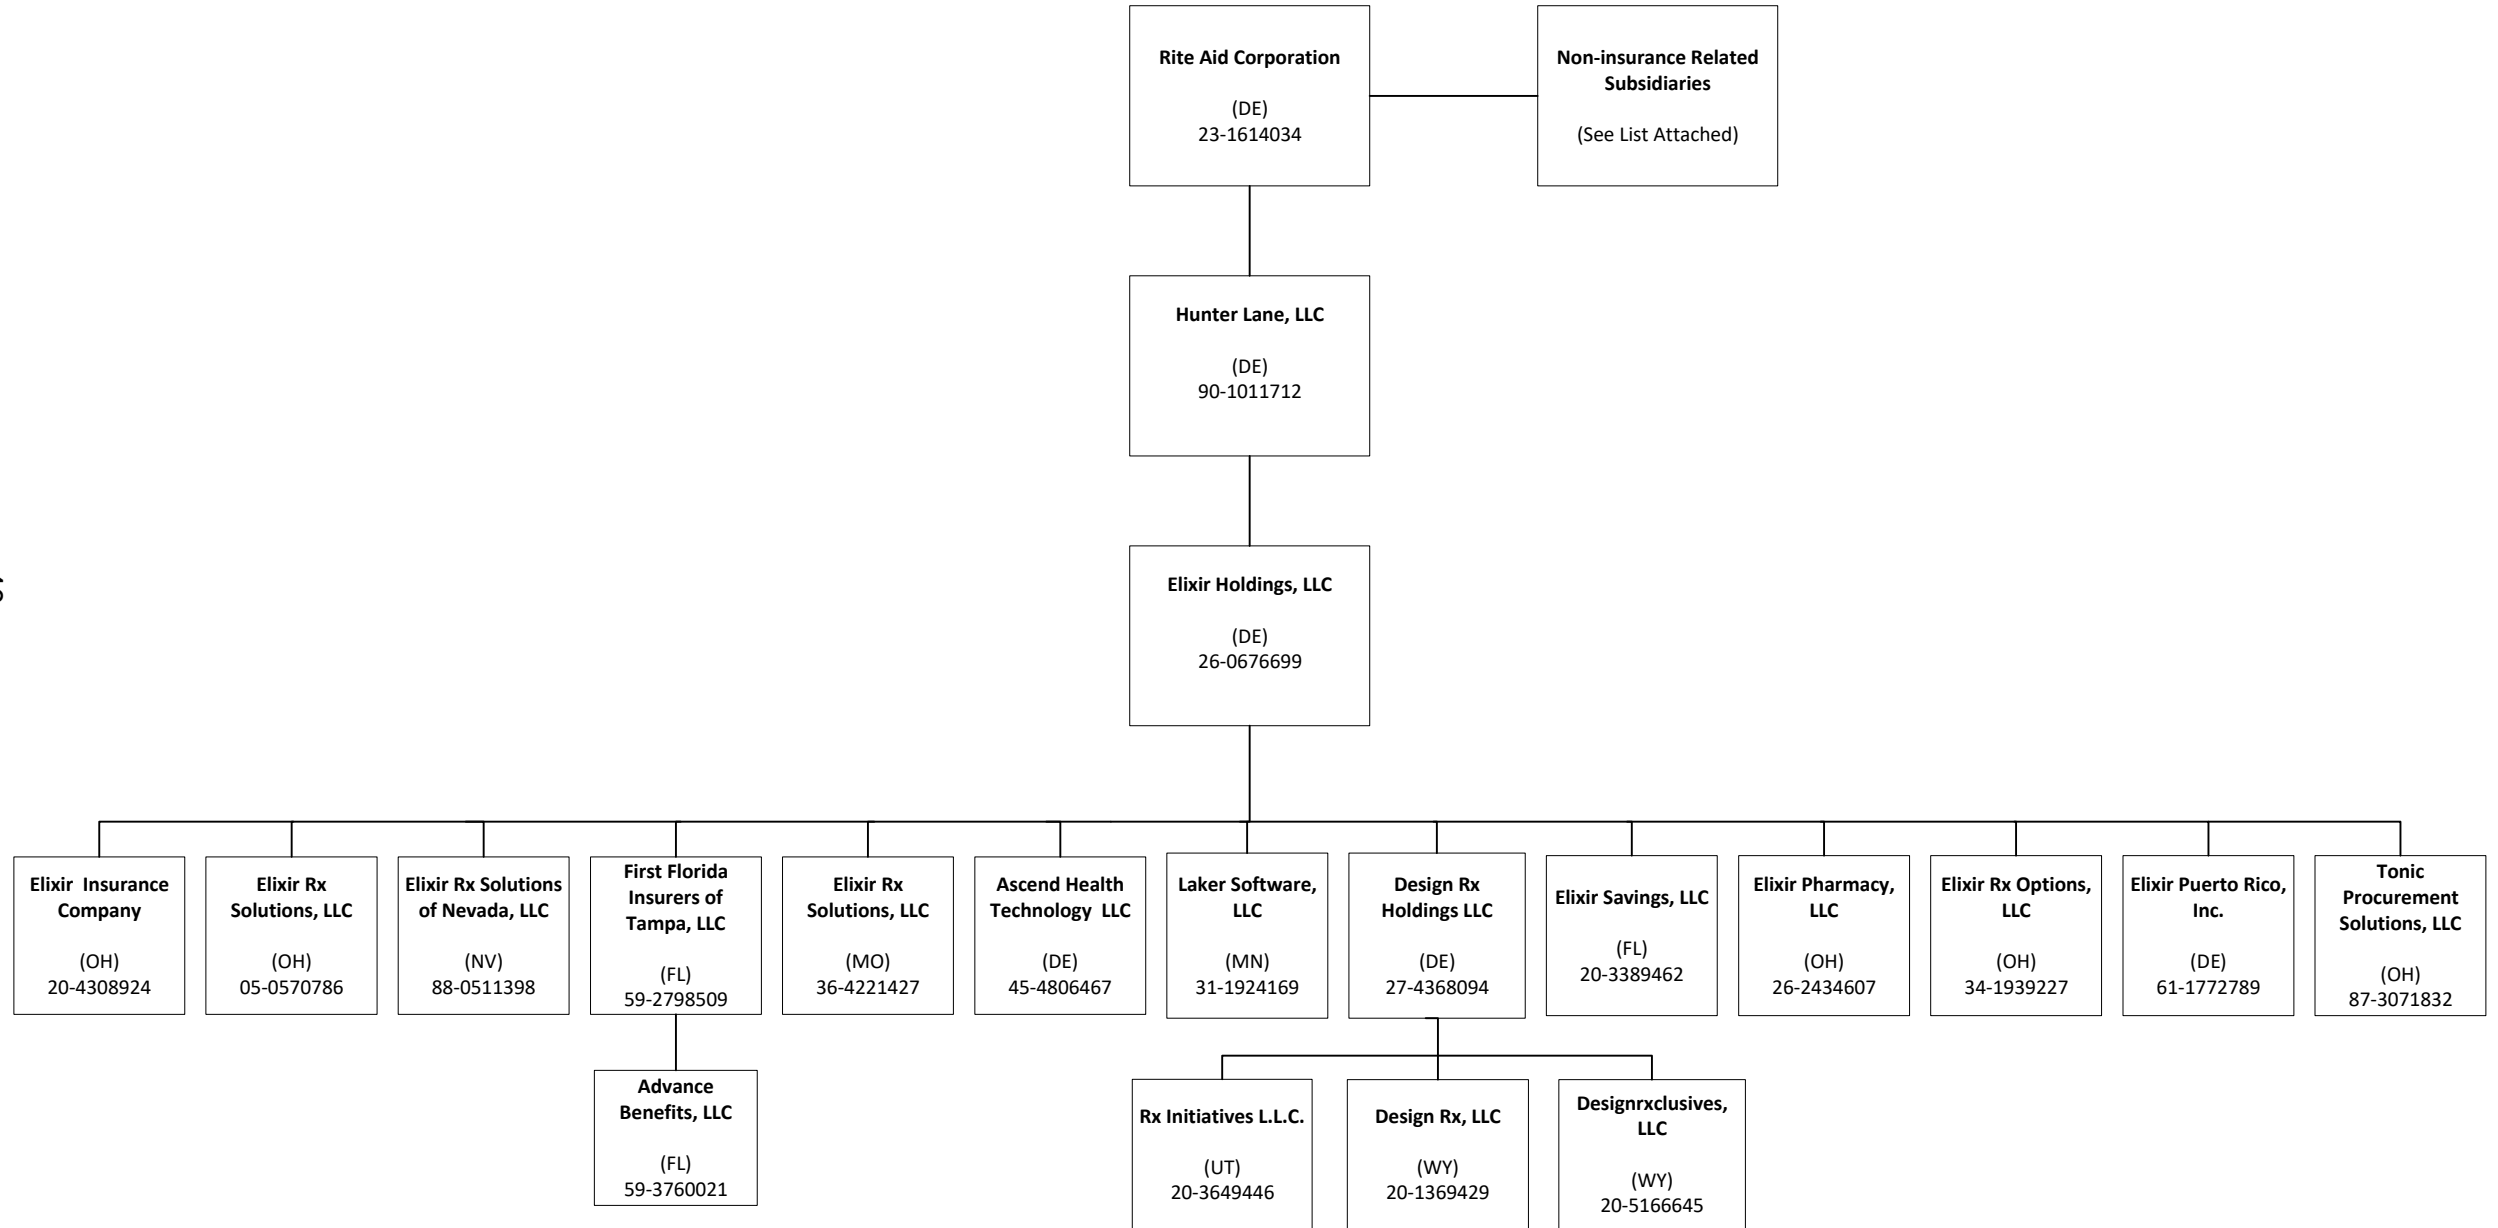 Rite Aid Corporation
(DE)
23-1614034
Non-insurance Related
Subsidiaries
(See List Attached)
Hunter Lane, LLC
(DE)
90-1011712
Elixir Holdings, LLC
(DE)
26-0676699
Elixir  Insurance
Company
(OH)
20-4308924
Elixir Rx
Solutions, LLC
(OH)
05-0570786
Elixir Rx Solutions
of Nevada, LLC
(NV)
88-0511398
First Florida
Insurers of
Tampa, LLC
(FL)
59-2798509
Elixir Rx
Solutions, LLC
(MO)
36-4221427
Ascend Health
Technology  LLC
(DE)
45-4806467
Laker Software,
LLC
(MN)
31-1924169
Design Rx
Holdings LLC
(DE)
27-4368094
Elixir Savings, LLC
(FL)
20-3389462
Elixir Pharmacy,
LLC
(OH)
26-2434607
Elixir Rx Options,
LLC
(OH)
34-1939227
Elixir Puerto Rico,
Inc.
(DE)
61-1772789
Tonic
Procurement
Solutions, LLC
(OH)
87-3071832
Advance
Benefits, LLC
(FL)
59-3760021
Rx Initiatives L.L.C.
(UT)
20-3649446
Design Rx, LLC
(WY)
20-1369429
Designrxclusives,
LLC
(WY)
20-5166645